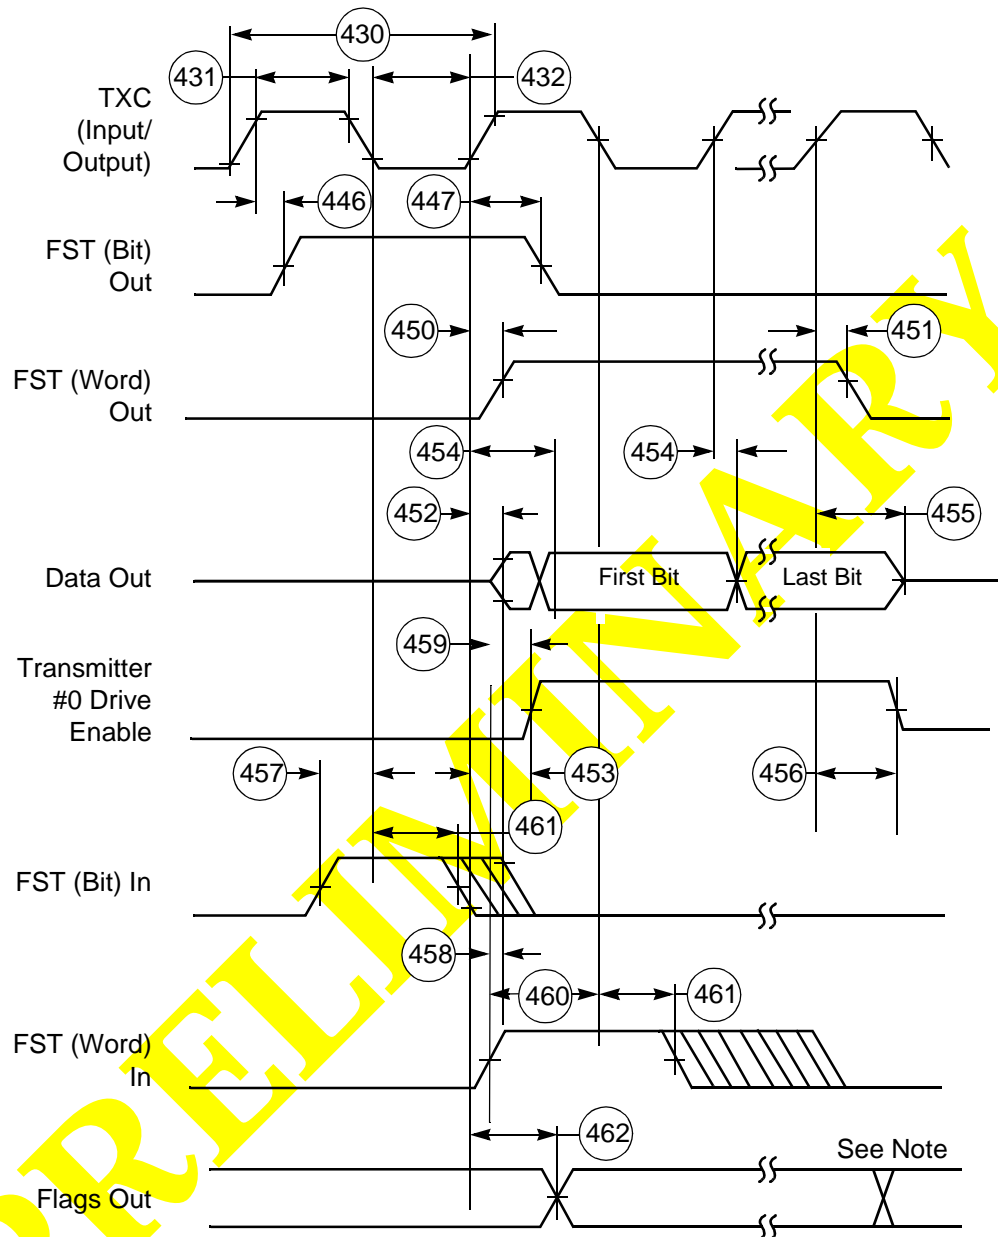 430
431
432
TXC
(Input/
Output)
446
447
FST (Bit)
Out
450
451
FST (Word)
Out
454
454
452
455
Data Out
First Bit
Last Bit
459
Transmitter
#0 Drive
Enable
457
453
456
461
FST (Bit) In
458
460
461
FST (Word)
In
462
See Note
Flags Out
PRELIMINARY